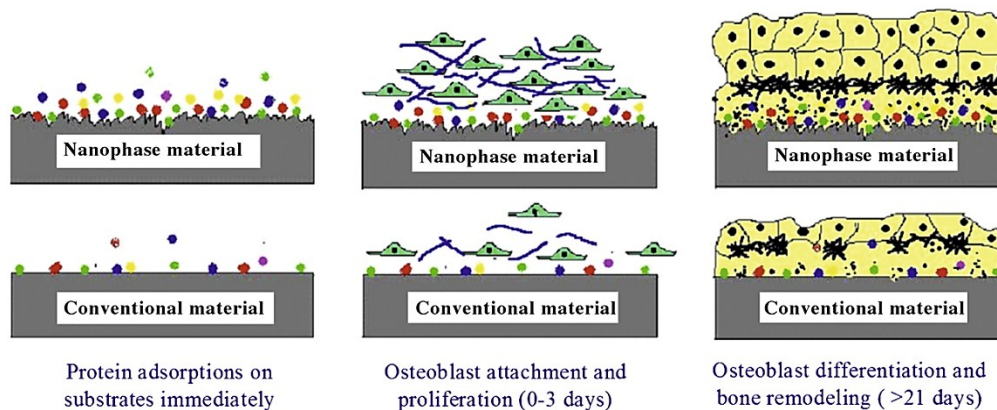 Nanophase material
Nanophase material
Nanophase material
Conventional material
Conventional material
Conventional material
Protein adsorptions on
substrates immediately
Osteoblast attachment and
proliferation (0-3 days)
Osteoblast differentiation and
bone remodeling ( >21 days)